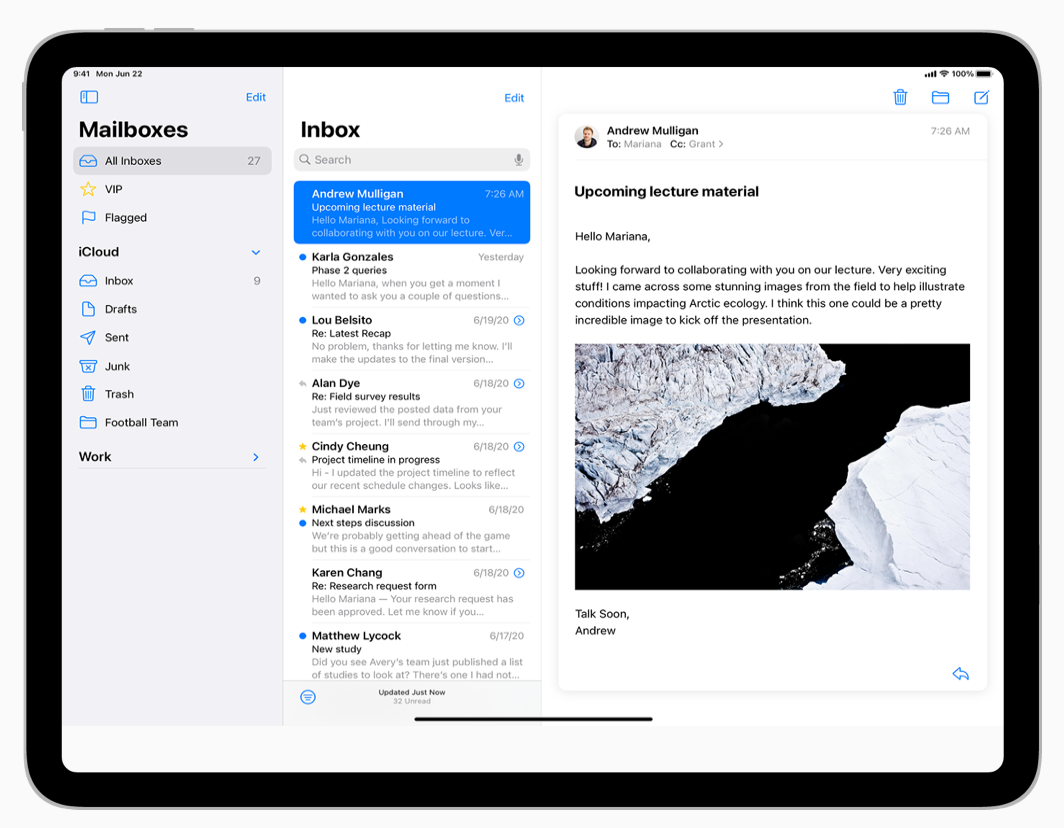 9:41 Mon Jun 22
100%
Edit
Mailboxes
All Inboxes 27
VIP
Flagged
iCloud
Inbox 9
Drafts
Sent
Junk
Trash
Football Team
Work
Edit
Inbox
Search
Andrew Mulligan 7:26 AM
Upcoming lecture material
Hello Mariana, Looking forward to
collaborating with you on our lecture. Ver...
Karla Gonzales Yesterday
Phase 2 queries
Hello Mariana, when you get a moment I
wanted to ask you a couple of questions...
Lou Belsito 6/19/20
Re: Latest Recap
No problem, thanks for letting me know. I'll
make the updates to the final version...
Alan Dye 6/18/20
Re: Field survey results
Just reviewed the posted data from your
team's project. I'll send through my...
Cindy Cheung 6/18/20
Project timeline in progress
Hi - I updated the project timeline to reflect
our recent schedule changes. Looks like...
Michael Marks 6/18/20
Next steps discussion
We're probably getting ahead of the game
but this is a good conversation to start...
Karen Chang 6/18/20
Re: Research request form
Hello Mariana — Your research request has
been approved. Let me know if you...
Matthew Lycock 6/17/20
New study
Did you see Avery's team just published a list
of studies to look at? There's one I had not...
Updated Just Now
32 Unread
Andrew Mulligan 7:26 AM
To: Mariana Cc: Grant
Upcoming lecture material
Hello Mariana,
Looking forward to collaborating with you on our lecture. Very exciting
stuff! I came across some stunning images from the field to help illustrate
conditions impacting Arctic ecology. I think this one could be a pretty
incredible image to kick off the presentation.
Talk Soon,
Andrew